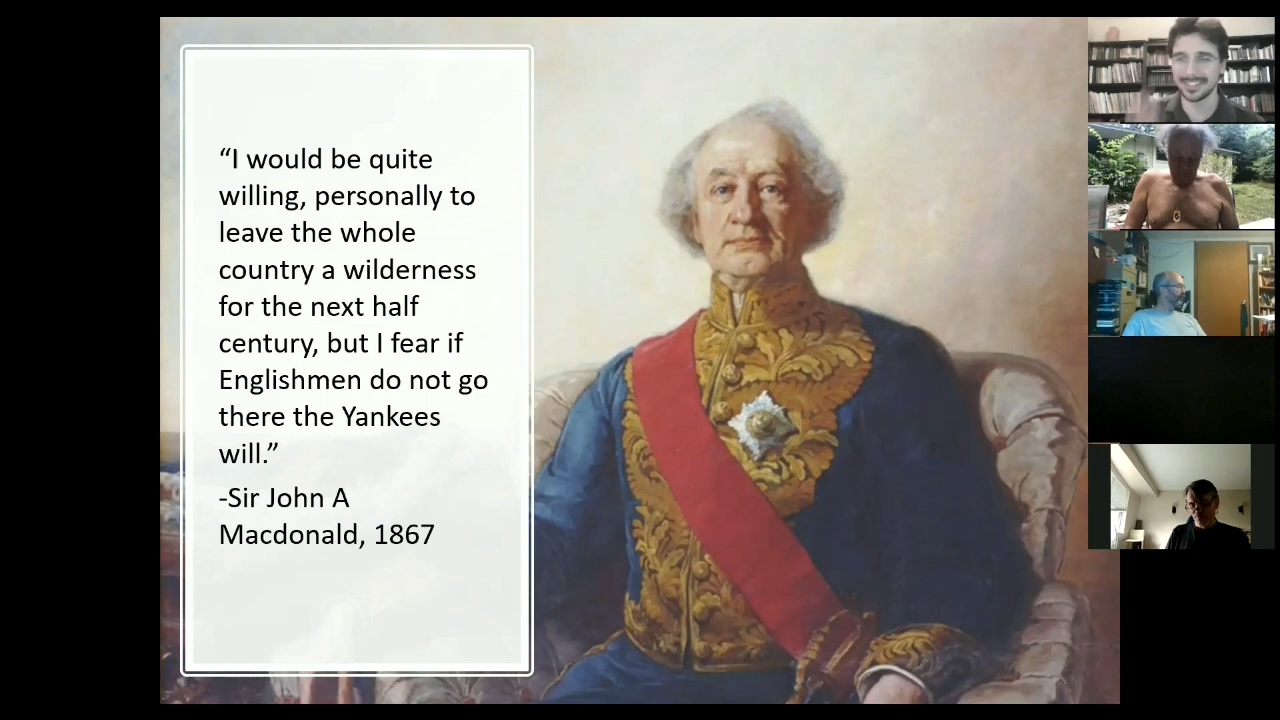 “I would be quite
willing, personally to
leave the whole
country a wilderness
for the next half
century, but I fear if
Englishmen do not go
there the Yankees
will.”
-Sir John A
Macdonald, 1867